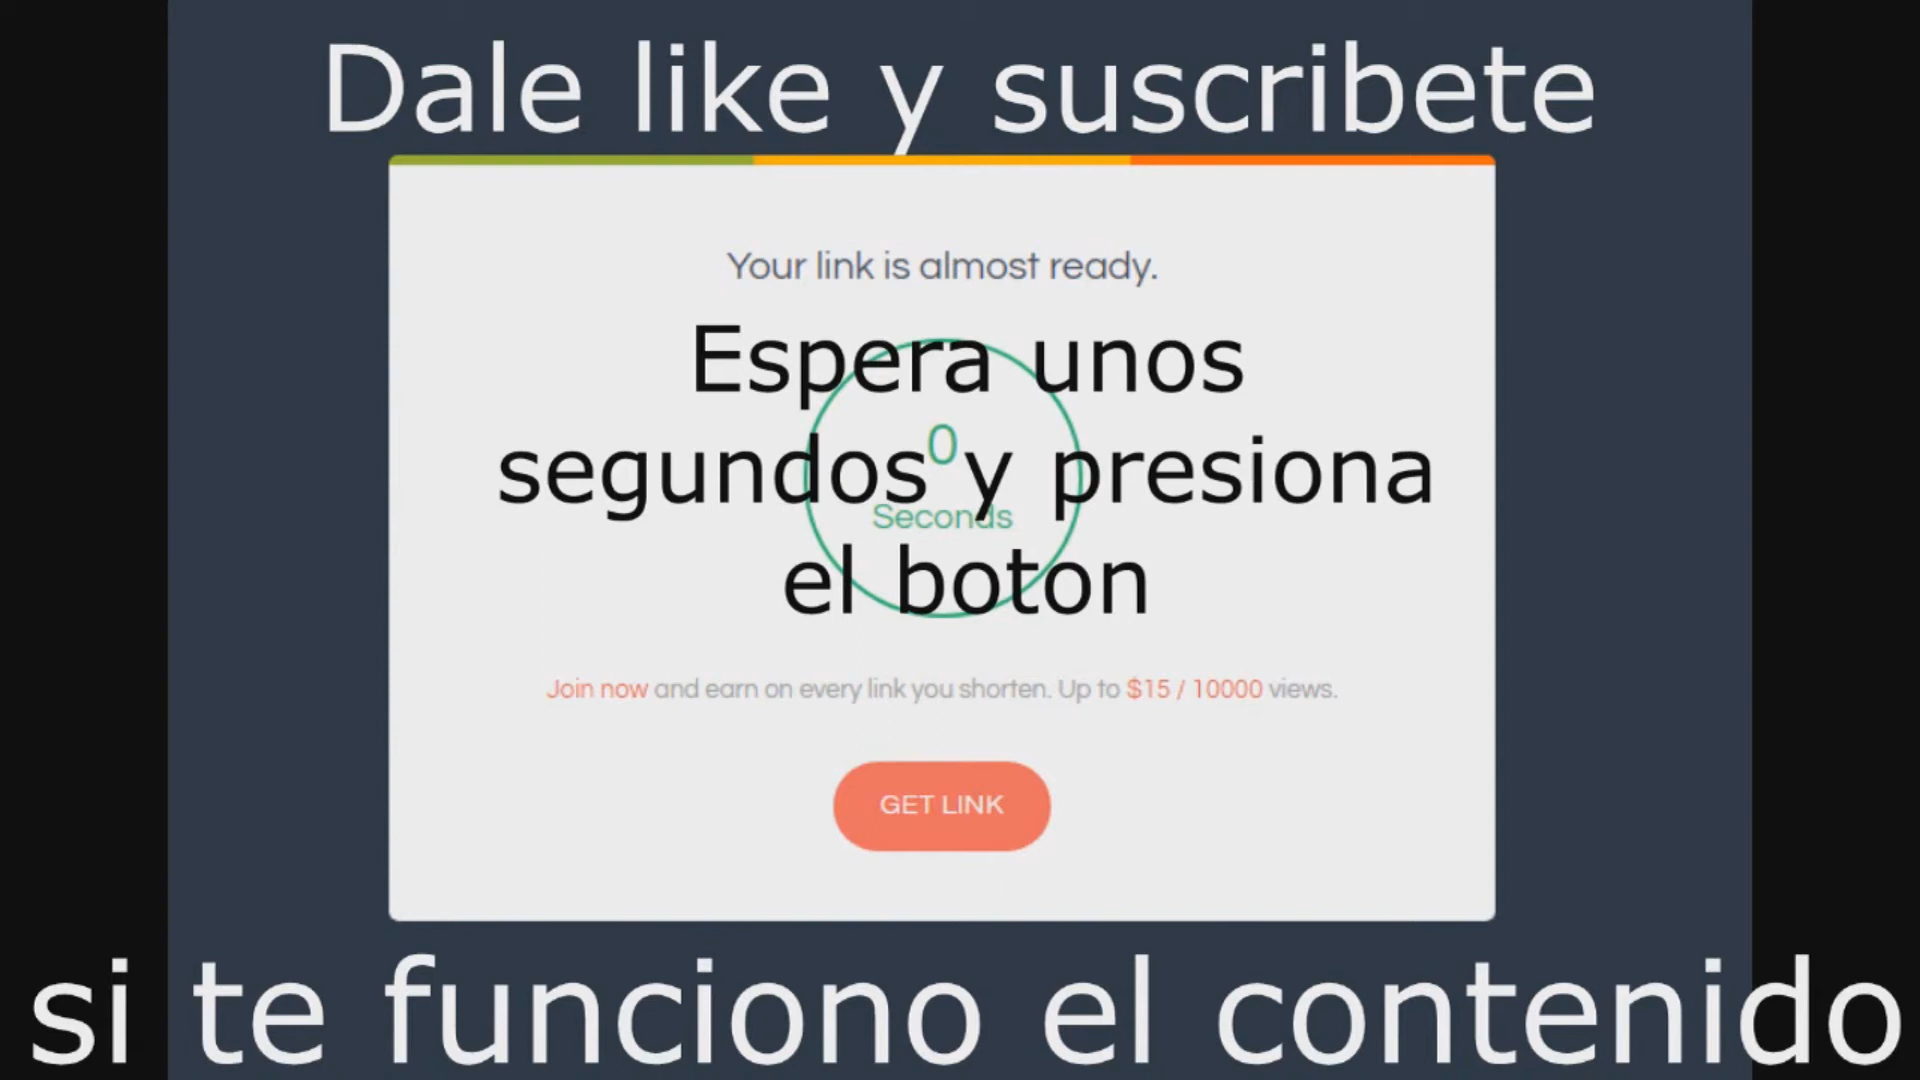 Dale like y suscribete
Your link is almost ready.
Espera unos
segundos y presiona
el boton
0
Seconds
Join now and earn on every link you shorten. Up to $15 / 10000 views.
GET LINK
si te funciono el contenido